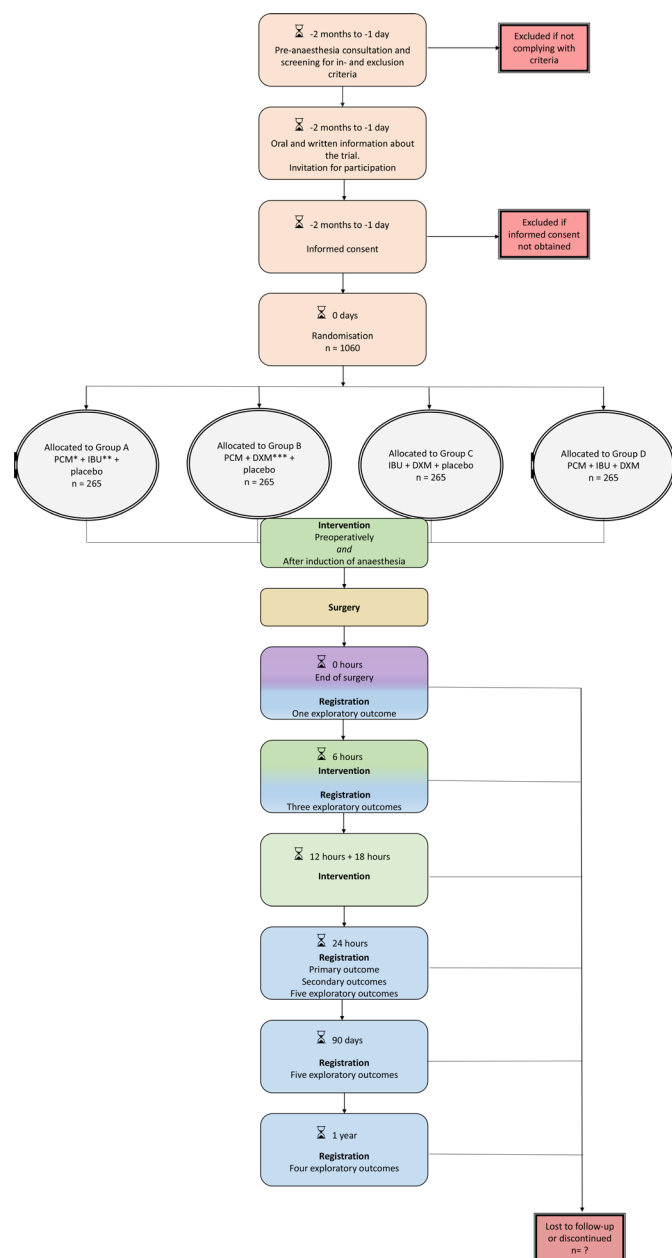 -2 months to -1 day
Pre-anaesthesia consultation and
screening for in- and exclusion
criteria
Excluded if not
complying with
criteria
-2 months to -1 day
Oral and written information about
the trial.
Invitation for participation
-2 months to -1 day
Informed consent
Excluded if
informed consent
not obtained
0 days
Randomisation
n = 1060
Allocated to Group A
PCM* + IBU** +
placebo
n = 265
Allocated to Group B
PCM + DXM*** +
placebo
n = 265
Allocated to Group C
IBU + DXM + placebo
n = 265
Allocated to Group D
PCM + IBU + DXM
n = 265
Intervention
Preoperatively
and
After induction of anaesthesia
Surgery
0 hours
End of surgery
Registration
One exploratory outcome
6 hours
Intervention
Registration
Three exploratory outcomes
12 hours + 18 hours
Intervention
24 hours
Registration
Primary outcome
Secondary outcomes
Five exploratory outcomes
90 days
Registration
Five exploratory outcomes
1 year
Registration
Four exploratory outcomes
Lost to follow-up
or discontinued
n= ?